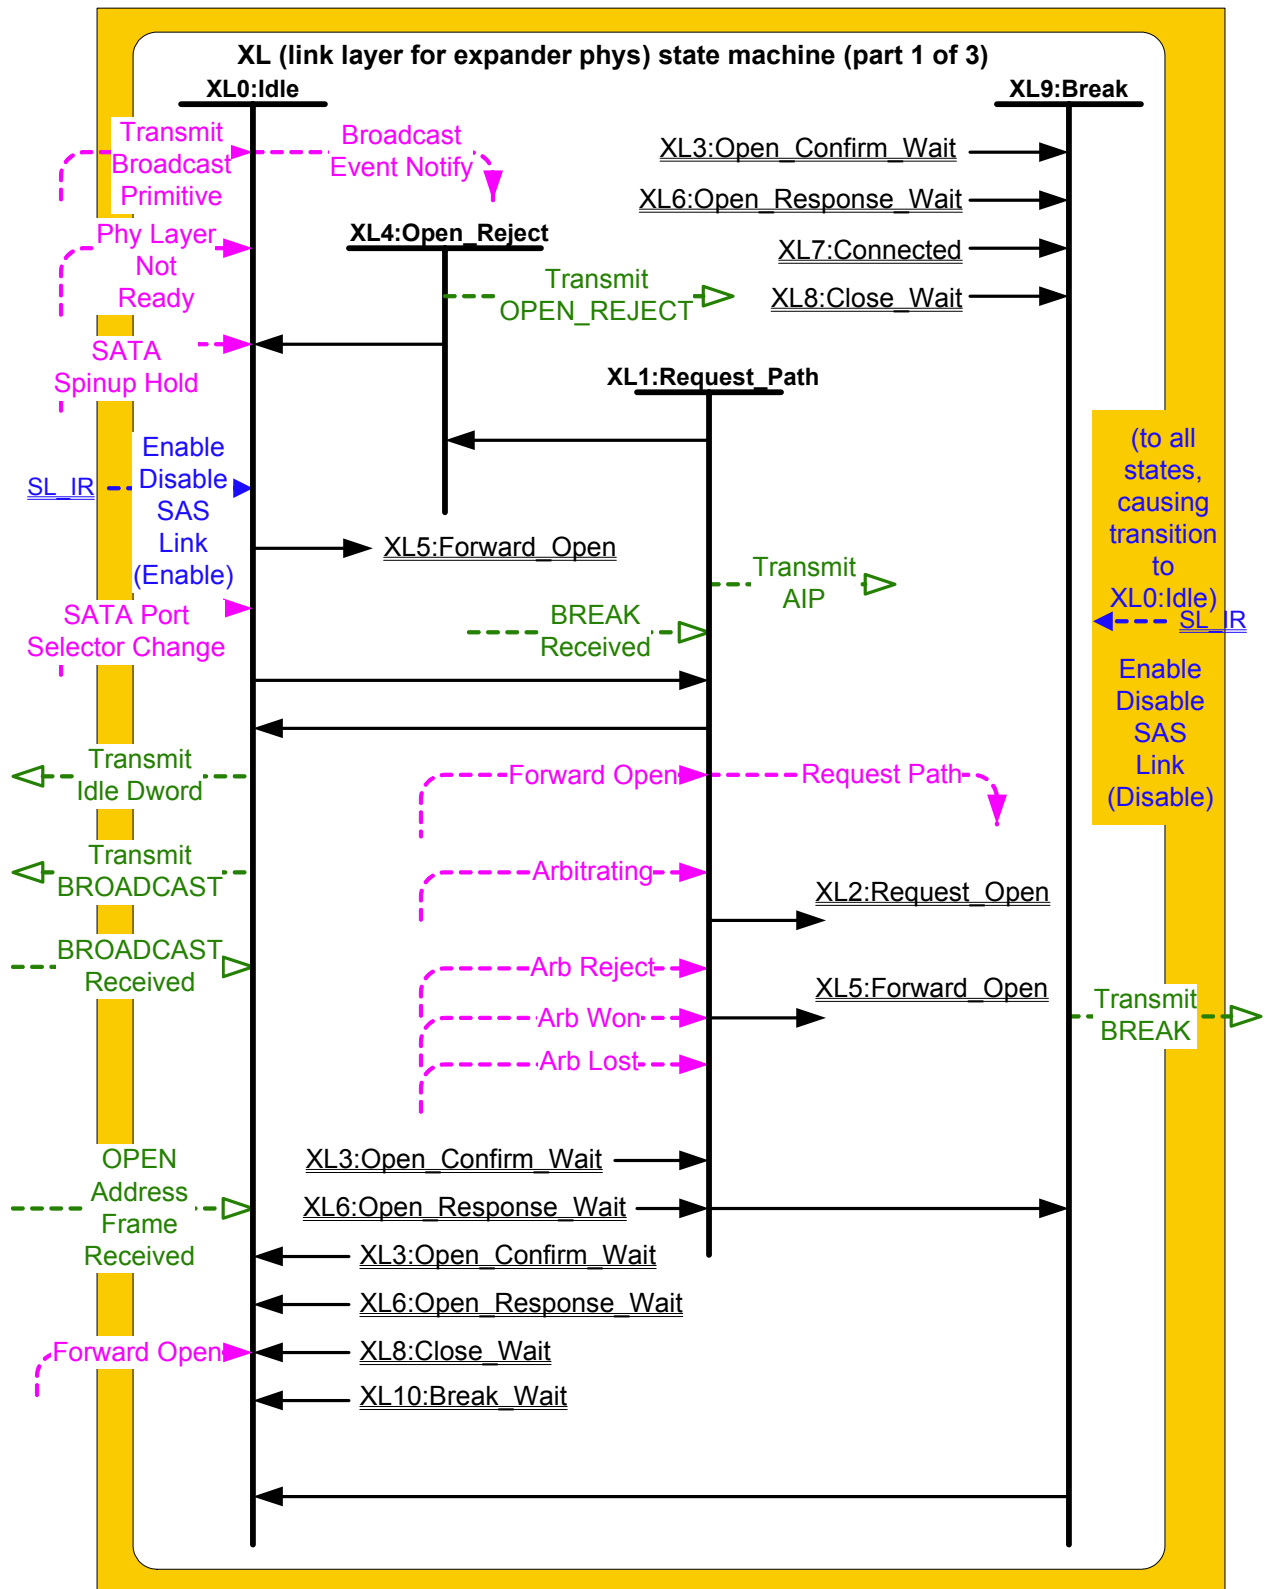 XL (link layer for expander phys) state machine (part 1 of 3)
XL0:Idle
XL9:Break
Transmit
Broadcast
Primitive
Broadcast
Event Notify
XL3:Open_Confirm_Wait
XL6:Open_Response_Wait
XL7:Connected
XL8:Close_Wait
Phy Layer
Not
Ready
XL4:Open_Reject
Transmit
OPEN_REJECT
SATA
Spinup Hold
XL1:Request_Path
SL_IR
Enable
Disable
SAS
Link
(Enable)
XL5:Forward_Open
(to all
states,
causing
transition
to
XL0:Idle)
SL_IR
Enable
Disable
SAS
Link
(Disable)
Transmit
AIP
SATA Port
Selector Change
BREAK
Received
Transmit
Idle Dword
Forward Open
Request Path
Transmit
BROADCAST
Arbitrating
XL2:Request_Open
BROADCAST
Received
Arb Reject
XL5:Forward_Open
Arb Won
Transmit
BREAK
Arb Lost
OPEN
Address
Frame
Received
XL3:Open_Confirm_Wait
XL6:Open_Response_Wait
XL3:Open_Confirm_Wait
XL6:Open_Response_Wait
Forward Open
XL8:Close_Wait
XL10:Break_Wait